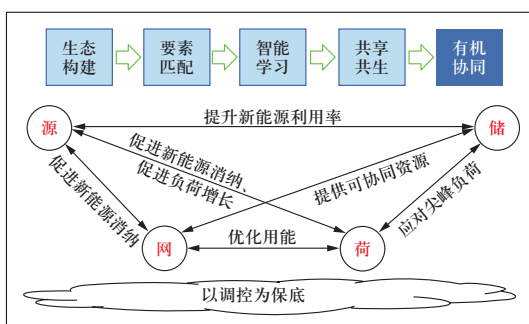 生态
构建
要素
匹配
智能
学习
共享
共生
有机
协同
提升新能源利用率
源
储
促进新能源消纳、
促进负荷增长
提供可协同资源
促进新能源消纳
应对尖峰负荷
网
优化用能
荷
以调控为保底